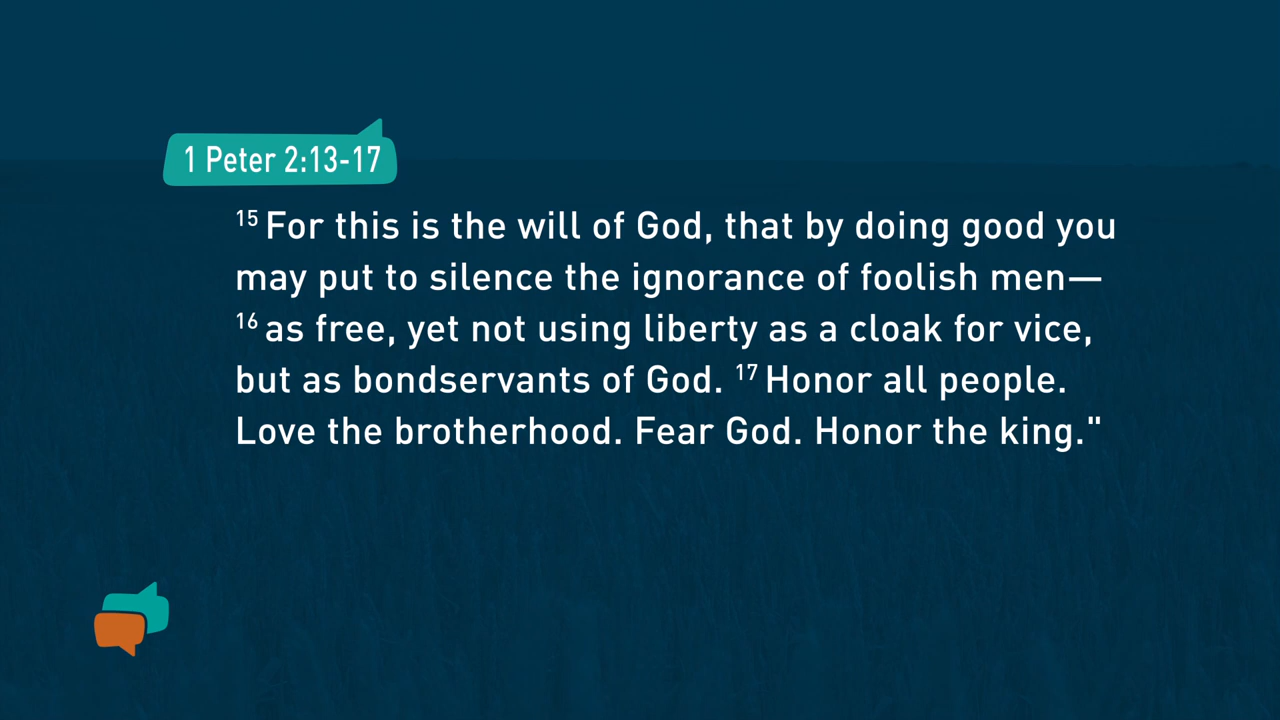 1 Peter 2:13-17
15 For this is the will of God, that by doing good you
may put to silence the ignorance of foolish men—
16 as free, yet not using liberty as a cloak for vice,
but as bondservants of God. 17 Honor all people.
Love the brotherhood. Fear God. Honor the king."